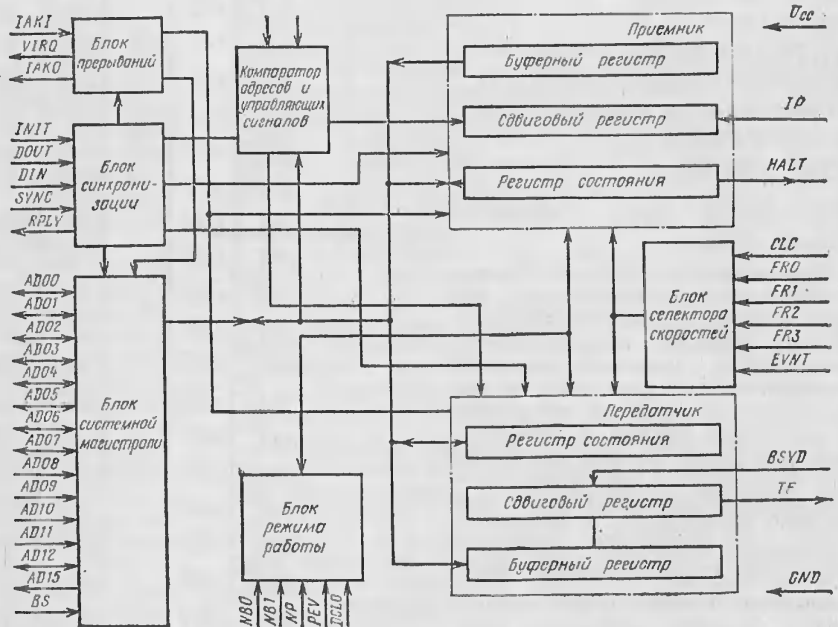 IAKI
VIRQ
IAKO
Блок
прерываний
INIT
DOUT
DIN
SYNC
RPLY
Блок
синхрони-
зации
AD00
AD01
AD02
AD03
AD04
AD05
AD06
AD07
AD08
AD09
AD10
AD11
AD12
AD15
BS
Блок
системной
магистрали
Компаратор
адресов и
управляющих
сигналов
Приемник
Буферный регистр
Сдвиговый регистр
Регистр состояния
Ucc
IP
HALT
Блок
селектора
скоростей
CLC
FR0
FR1
FR2
FR3
EVNT
Передатчик
Регистр состояния
Сдвиговый регистр
Буферный регистр
BSYD
TF
GND
Блок
режима
работы
NB0
NB1
NP
PEV
DCLO